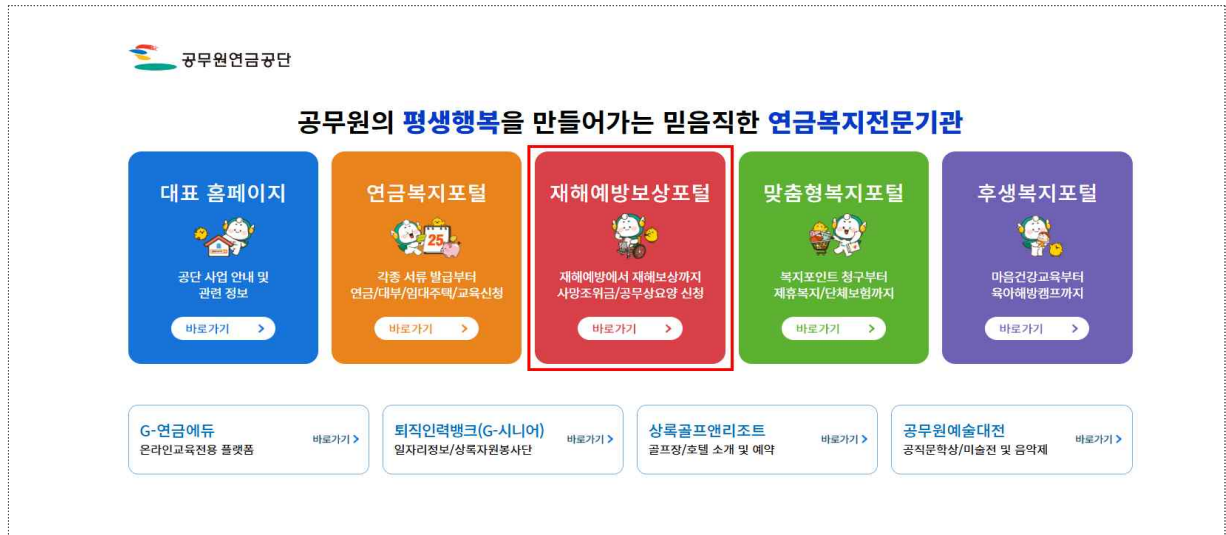 공무원연금공단
공무원의 평생행복을 만들어가는 믿음직한 연금복지전문기관
대표 홈페이지
공단 사업 안내 및
관련 정보
바로가기
연금복지포털
25
각종 서류 발급부터
연금/대부/임대주택/교육신청
바로가기
재해예방보상포털
재해예방에서 재해보상까지
사망조위금/공무상요양 신청
바로가기
맞춤형복지포털
복지포인트 청구부터
제휴복지/단체보험까지
바로가기
후생복지포털
마음건강교육부터
육아해방캠프까지
바로가기
G-연금에듀
온라인교육전용 플랫폼
바로가기
퇴직인력뱅크(G-시니어)
일자리정보/상록자원봉사단
바로가기
상록골프앤리조트
골프장/호텔 소개 및 예약
바로가기
공무원예술대전
공직문학상/미술전 및 음악제
바로가기